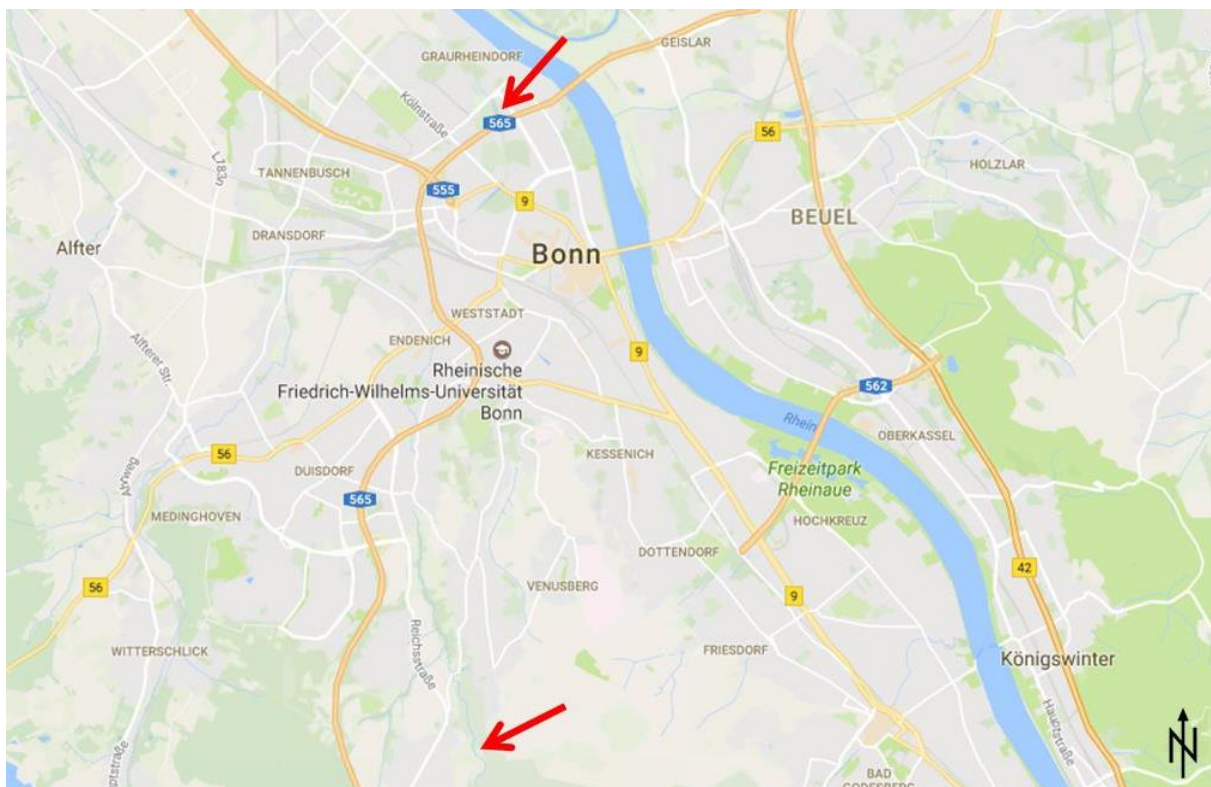 GRAURHEINDORF
GEISLAR
Kölnstraße
565
56
L183n
TANNENBUSCH
HOLZLAR
555
9
BEUEL
DRANSDORF
Alfter
Bonn
WESTSTADT
Alfterer Str.
ENDENICH
9
Rheinische
Friedrich-Wilhelms-Universität
Bonn
562
Rhein
OBERKASSEL
56
KESSENICH
DUISDORF
Freizeitpark
Rheinaue
565
MEDINGHOVEN
HOCHKREUZ
DOTTENDORF
42
56
VENUSBERG
9
Reichsstraße
WITTERSCHLICK
FRIESDORF
Königswinter
Hauptstraße
N
BAD
GODESBERG